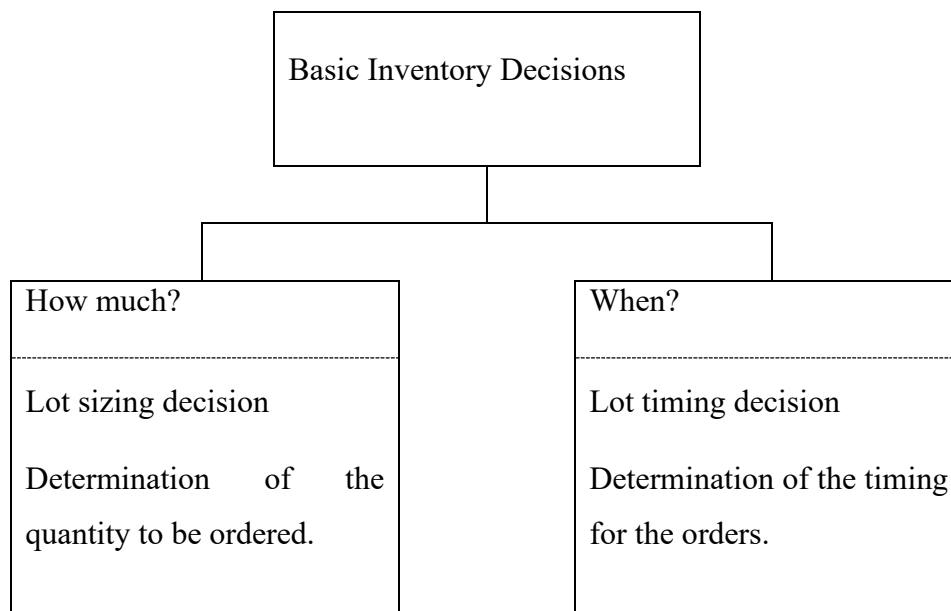 Basic Inventory Decisions
How much?
Lot sizing decision
Determination of the
quantity to be ordered.
When?
Lot timing decision
Determination of the timing
for the orders.